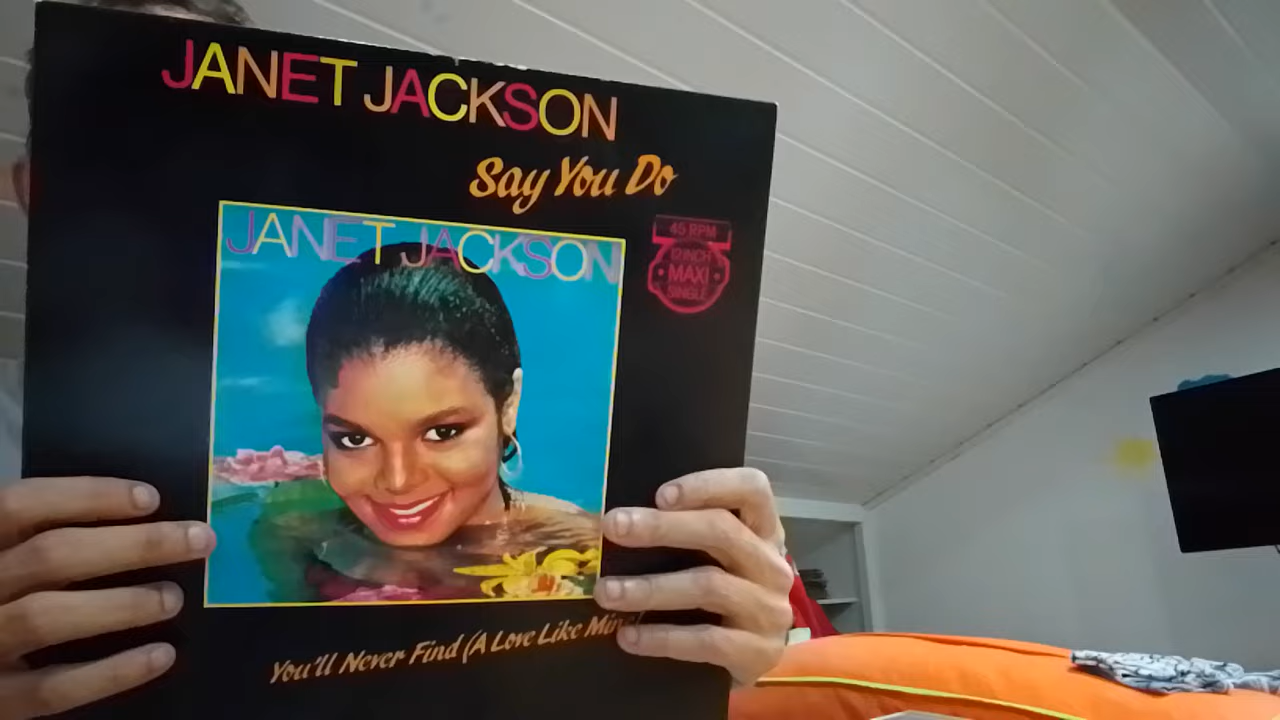 JANET JACKSON
Say You Do
JANET JACKSON
45 RPM
12 INCH
MAXI
SINGLE
You'll Never Find (A Love Like Mine)